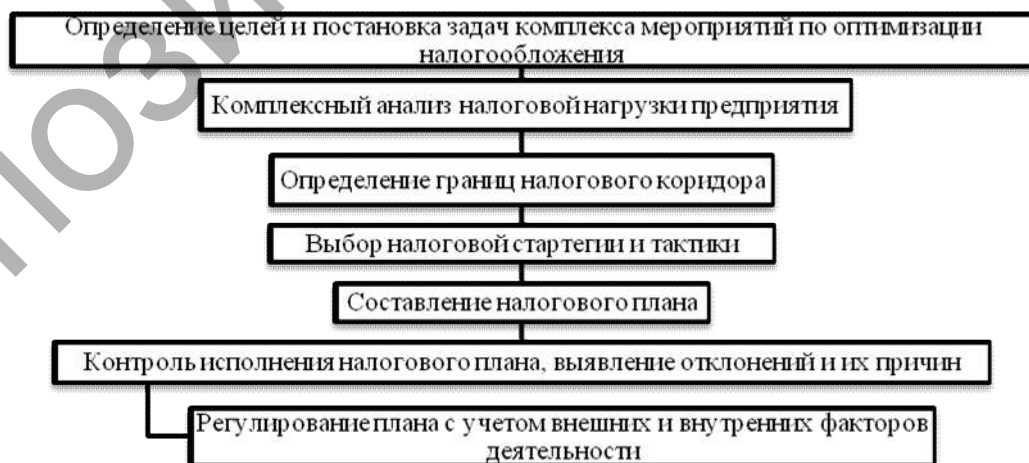 Определение целей и постановка задач комплекса мероприятий по оптимизации
налогообложения
Комплексный анализ налоговой нагрузки предприятия
Определение границ налогового коридора
Выбор налоговой стартегии и тактики
Составление налогового плана
Контроль исполнения налогового плана, выявление отклонений и их причин
Регулирование плана с учетом внешних и внутренних факторов
деятельности